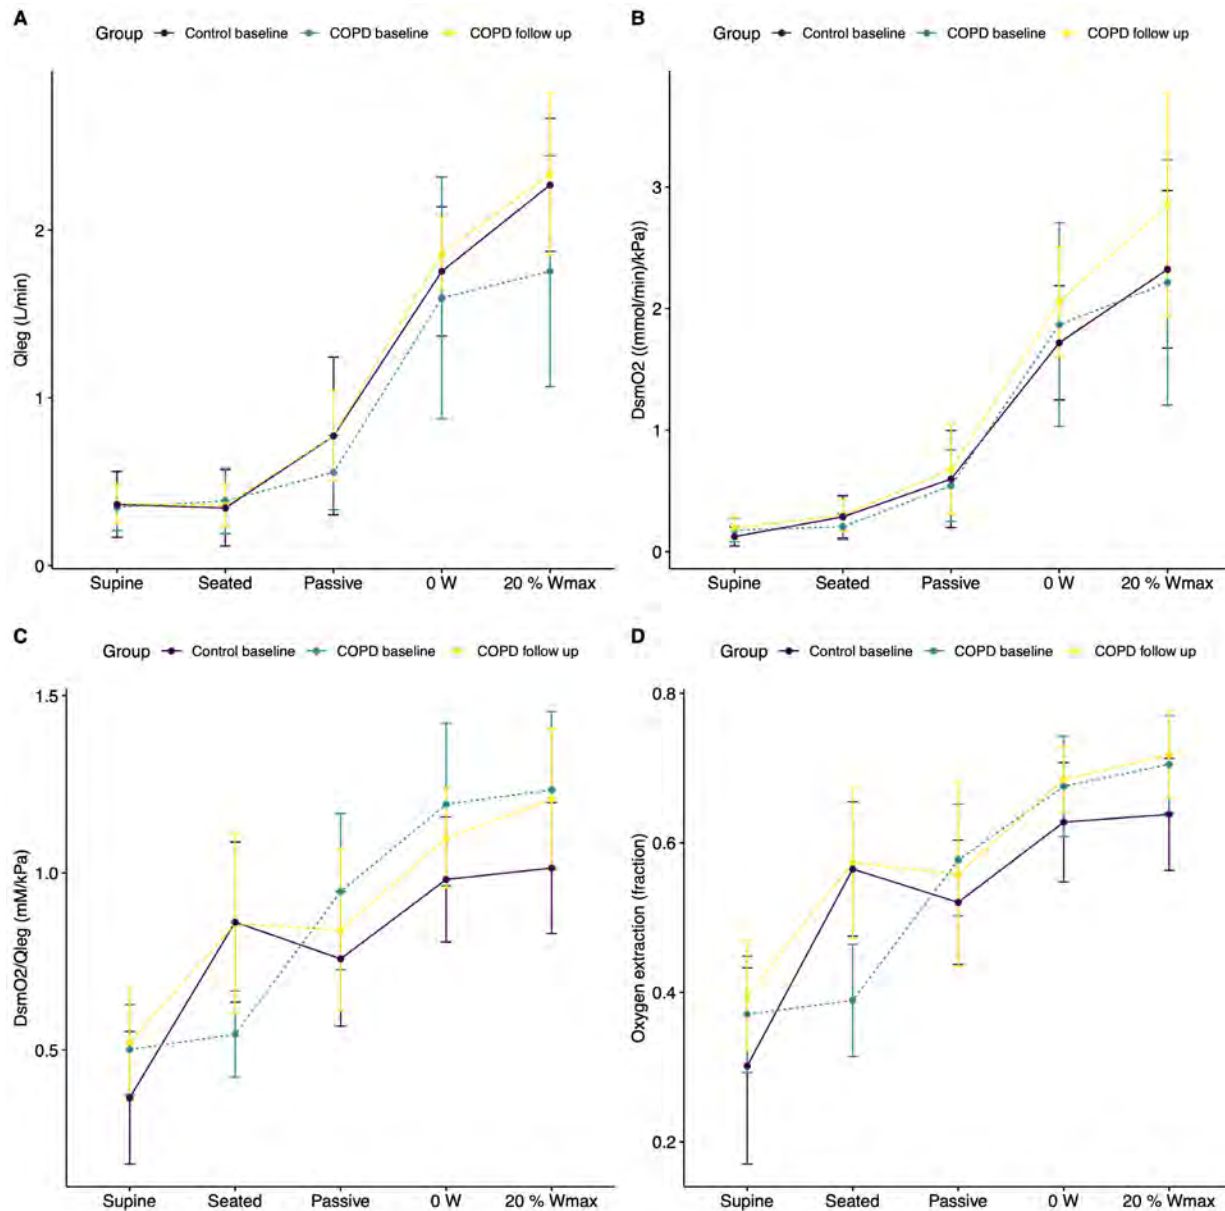 A
Group Control baseline COPD baseline COPD follow up
Qleg (L/min)
2
1
0
Supine Seated Passive 0 W 20 % Wmax
B
Group Control baseline COPD baseline COPD follow up
DsmO2 ((mmol/min)/kPa))
3
2
1
0
Supine Seated Passive 0 W 20 % Wmax
C
Group Control baseline COPD baseline COPD follow up
DsmO2/Qleg (mM/kPa)
1.5
1.0
0.5
Supine Seated Passive 0 W 20 % Wmax
D
Group Control baseline COPD baseline COPD follow up
Oxygen extraction (fraction)
0.8
0.6
0.4
0.2
Supine Seated Passive 0 W 20 % Wmax